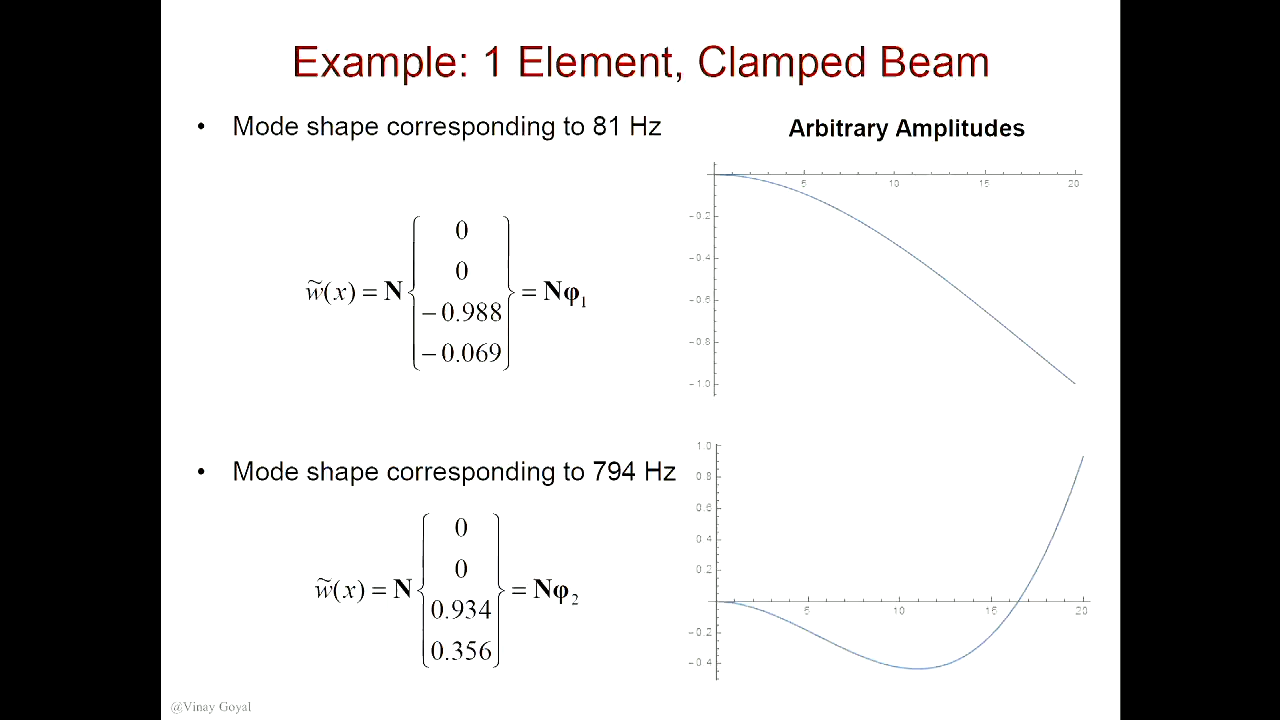 Example: 1 Element, Clamped Beam
• Mode shape corresponding to 81 Hz
Arbitrary Amplitudes
w̃(x) = N { 0 0 −0.988 −0.069 } = Nφ₁
5 10 15 20
-0.2
-0.4
-0.6
-0.8
-1.0
• Mode shape corresponding to 794 Hz
w̃(x) = N { 0 0 0.934 0.356 } = Nφ₂
1.0
0.8
0.6
0.4
0.2
5 10 15 20
-0.2
-0.4
@Vinay Goyal